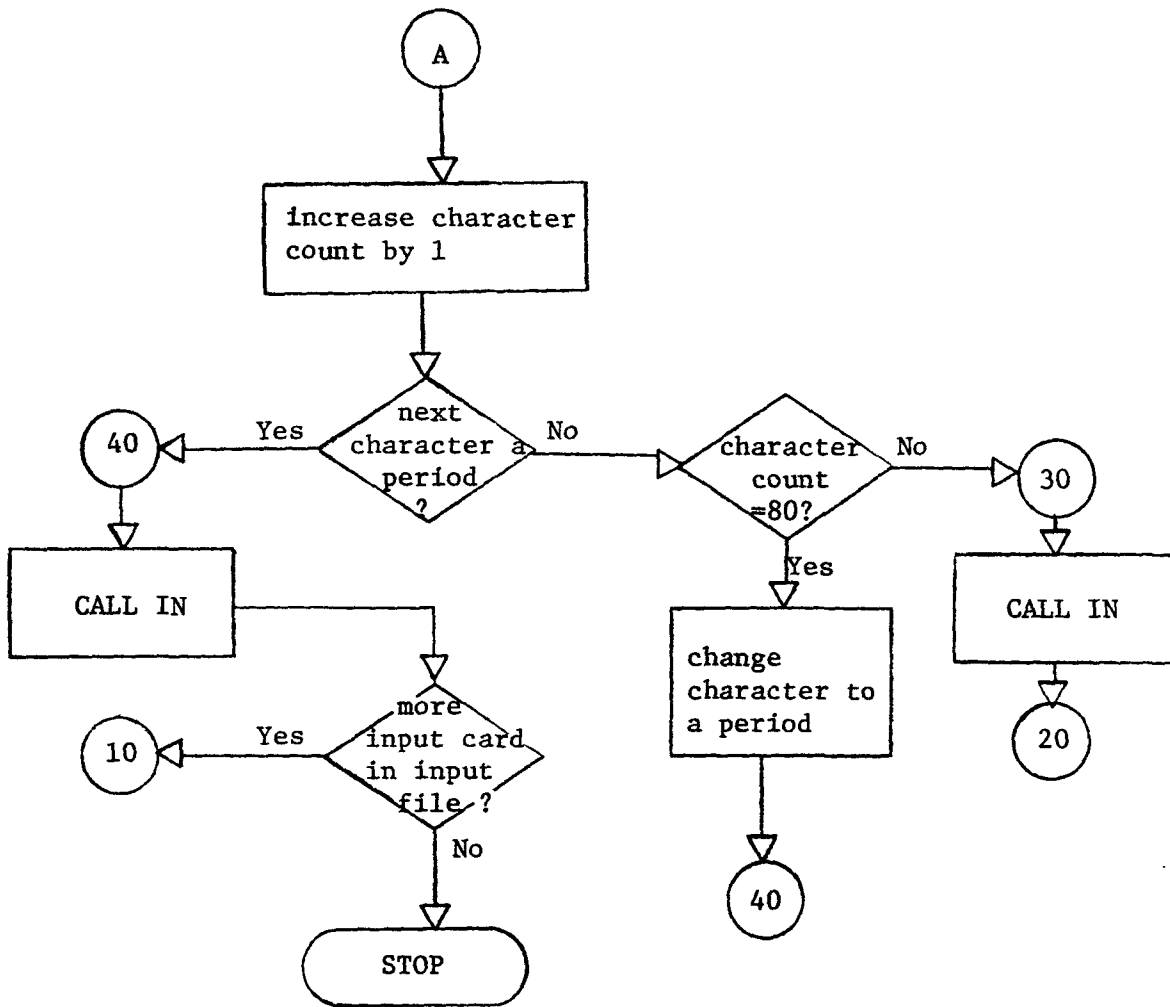 A
increase character
count by 1
next
character a
period
?
Yes
No
40
character
count
=80?
No
30
Yes
CALL IN
CALL IN
change
character to
a period
20
more
input card
in input
file ?
Yes
10
No
40
STOP